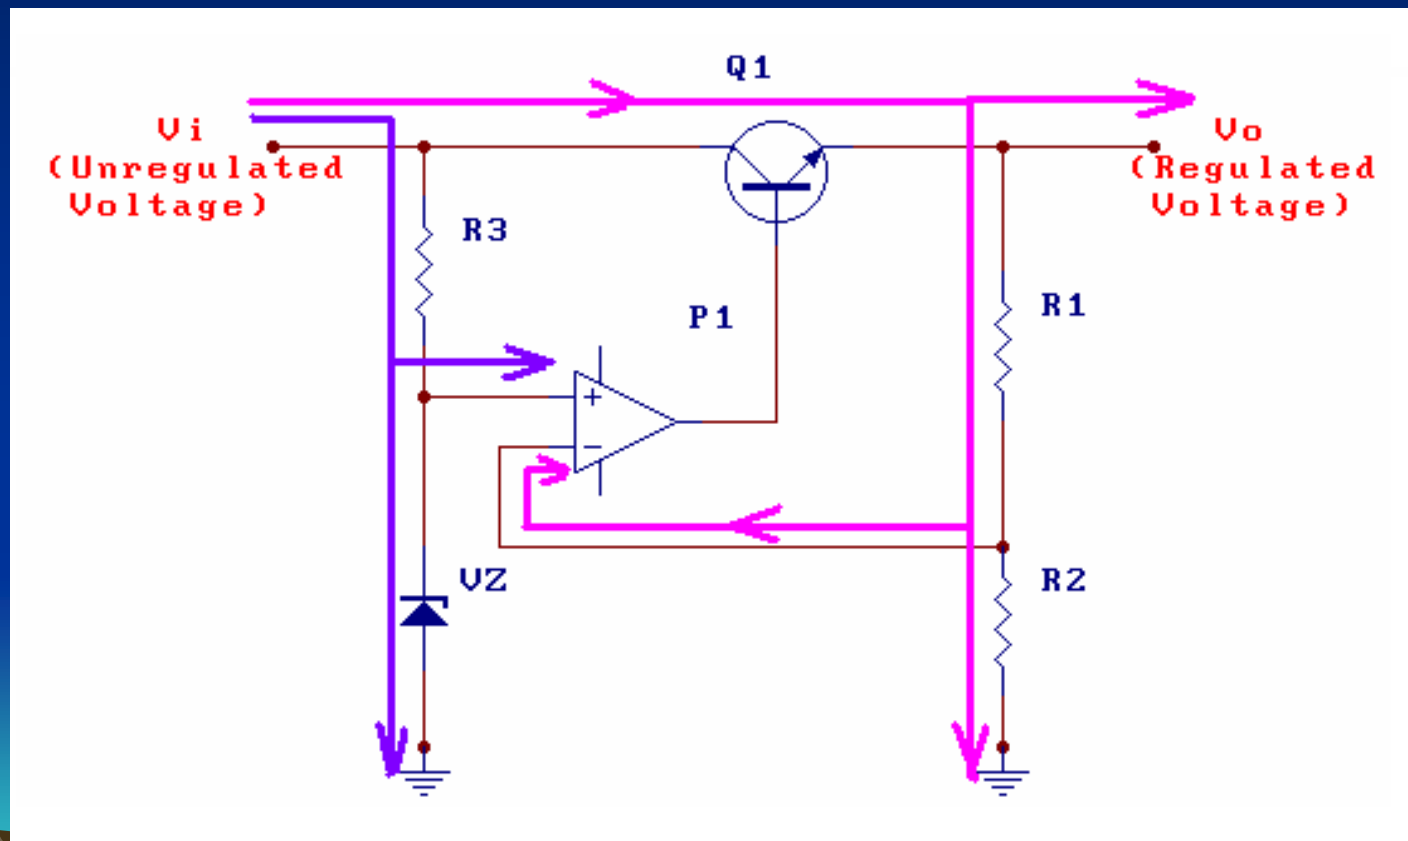 Q1
Vi
(Unregulated
Voltage)
Vo
(Regulated
Voltage)
R3
R1
P1
+
−
VZ
R2